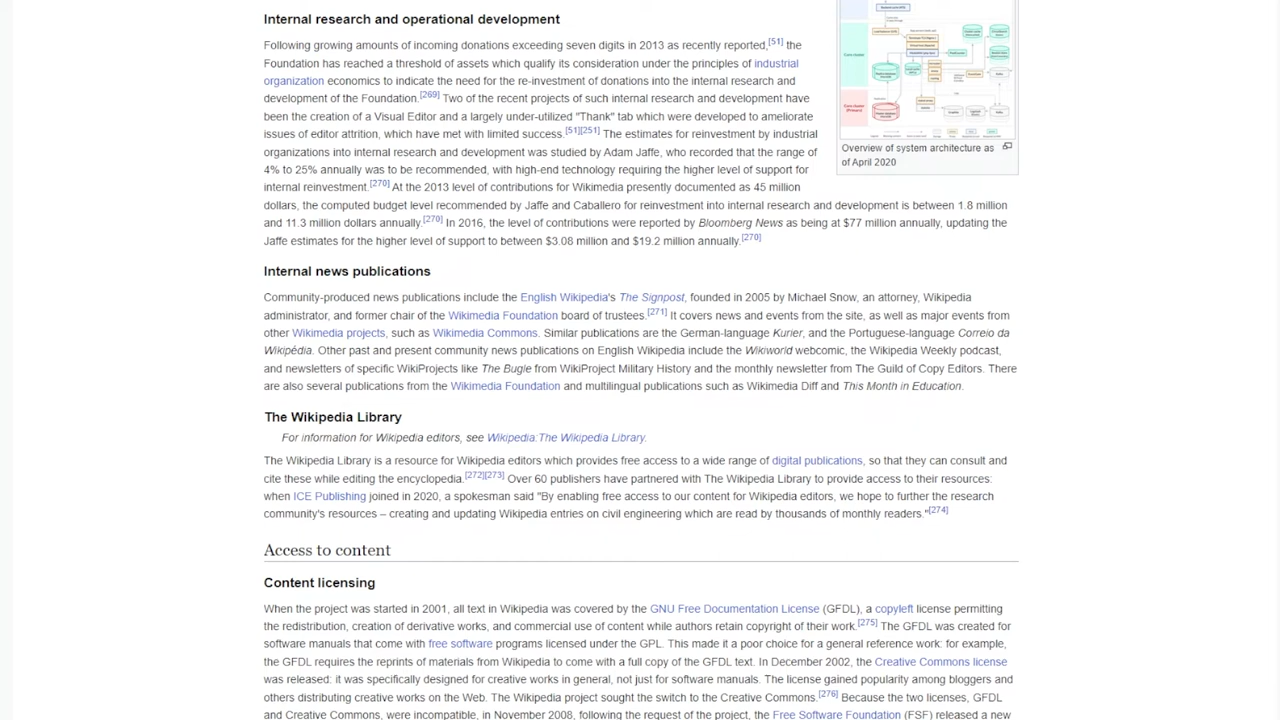 Internal research and operational development
growing amount of incoming donations in seven digits in 2013 as recently reported,[51] the
has reached a threshold of assets which qualify its consideration under the principles of industrial
economics to indicate the need for the re-investment of donations into the internal research and
development of the Foundation.[269] Two of the recent projects of such internal research and development have
creation of a Visual Editor and the "Thank" tab in the edit history, which were developed to ameliorate
editor attrition, which have met with limited success.[51][251] The estimates for reinvestment by industrial
organizations into internal research and development was studied by Adam Jaffe, who recorded that the range of
4% to 25% annually was to be recommended, with high-end technology requiring the higher level of support for
internal reinvestment.[270] At the 2013 level of contributions for Wikimedia presently documented as 45 million
dollars, the computed budget level recommended by Jaffe and Caballero for reinvestment into internal research and development is between 1.8 million
and 11.3 million dollars annually.[270] In 2016, the level of contributions were reported by Bloomberg News as being at $77 million annually, updating the
Jaffe estimates for the higher level of support to between $3.08 million and $19.2 million annually.[270]
Overview of system architecture as
of April 2020
Internal news publications
Community-produced news publications include the English Wikipedia's The Signpost, founded in 2005 by Michael Snow, an attorney, Wikipedia
administrator, and former chair of the Wikimedia Foundation board of trustees.[271] It covers news and events from the site, as well as major events from
other Wikimedia projects, such as Wikimedia Commons. Similar publications are the German-language Kurier, and the Portuguese-language Correio da
Wikipédia. Other past and present community news publications on English Wikipedia include the Wikiworld webcomic, the Wikipedia Weekly podcast,
and newsletters of specific WikiProjects like The Bugle from WikiProject Military History and the monthly newsletter from The Guild of Copy Editors. There
are also several publications from the Wikimedia Foundation and multilingual publications such as Wikimedia Diff and This Month in Education.
The Wikipedia Library
For information for Wikipedia editors, see Wikipedia:The Wikipedia Library.
The Wikipedia Library is a resource for Wikipedia editors which provides free access to a wide range of digital publications, so that they can consult and
cite these while editing the encyclopedia.[272][273] Over 60 publishers have partnered with The Wikipedia Library to provide access to their resources:
when ICE Publishing joined in 2020, a spokesman said "By enabling free access to our content for Wikipedia editors, we hope to further the research
community's resources – creating and updating Wikipedia entries on civil engineering which are read by thousands of monthly readers."[274]
Access to content
Content licensing
When the project was started in 2001, all text in Wikipedia was covered by the GNU Free Documentation License (GFDL), a copyleft license permitting
the redistribution, creation of derivative works, and commercial use of content while authors retain copyright of their work.[275] The GFDL was created for
software manuals that come with free software programs licensed under the GPL. This made it a poor choice for a general reference work: for example,
the GFDL requires the reprints of materials from Wikipedia to come with a full copy of the GFDL text. In December 2002, the Creative Commons license
was released: it was specifically designed for creative works in general, not just for software manuals. The license gained popularity among bloggers and
others distributing creative works on the Web. The Wikipedia project sought the switch to the Creative Commons.[276] Because the two licenses, GFDL
and Creative Commons, were incompatible, in November 2008, following the request of the project, the Free Software Foundation (FSF) released a new